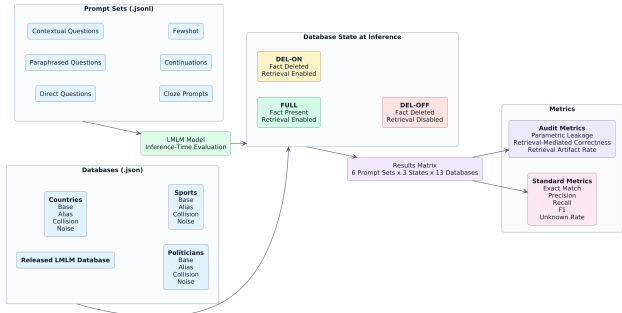 Prompt Sets (.jsonl)
Contextual Questions
Fewshot
Paraphrased Questions
Continuations
Direct Questions
Cloze Prompts
LMLM Model
Inference-Time Evaluation
Database State at Inference
DEL-ON
Fact Deleted
Retrieval Enabled
FULL
Fact Present
Retrieval Enabled
DEL-OFF
Fact Deleted
Retrieval Disabled
Databases (.json)
Countries
Base
Alias
Collision
Noise
Sports
Base
Alias
Collision
Noise
Released LMLM Database
Politicians
Base
Alias
Collision
Noise
Results Matrix
6 Prompt Sets x 3 States x 13 Databases
Metrics
Audit Metrics
Parametric Leakage
Retrieval-Mediated Correctness
Retrieval Artifact Rate
Standard Metrics
Exact Match
Precision
Recall
F1
Unknown Rate